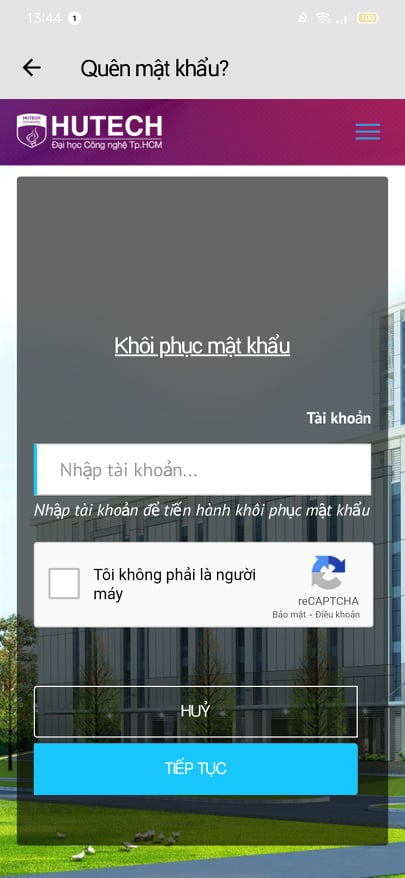 13:44 1
100
Quên mật khẩu?
HUTECH
University
HUTECH
Đại học Công nghệ Tp.HCM
Khôi phục mật khẩu
Tài khoản
Nhập tài khoản...
Nhập tài khoản để tiến hành khôi phục mật khẩu
Tôi không phải là người
máy
reCAPTCHA
Bảo mật - Điều khoản
HUỶ
TIẾP TỤC